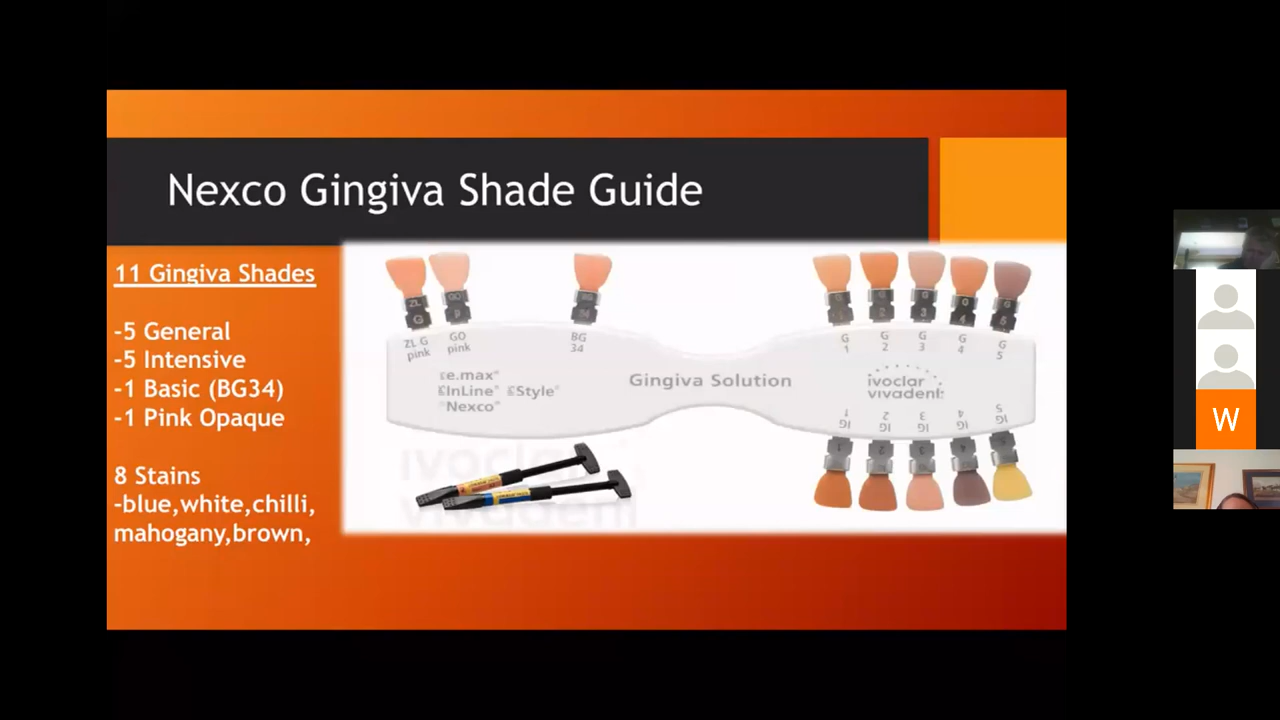 Nexco Gingiva Shade Guide
11 Gingiva Shades
-5 General
-5 Intensive
-1 Basic (BG34)
-1 Pink Opaque
8 Stains
-blue,white,chilli,
mahogany,brown,
ZL G pink
GO pink
BG 34
G 1
G 2
G 3
G 4
G 5
e.max®
InLine® Style®
Nexco®
Gingiva Solution
ivoclar
vivadent:
IG 1
IG 2
IG 3
IG 4
IG 5
ivoclar
vivadent
W